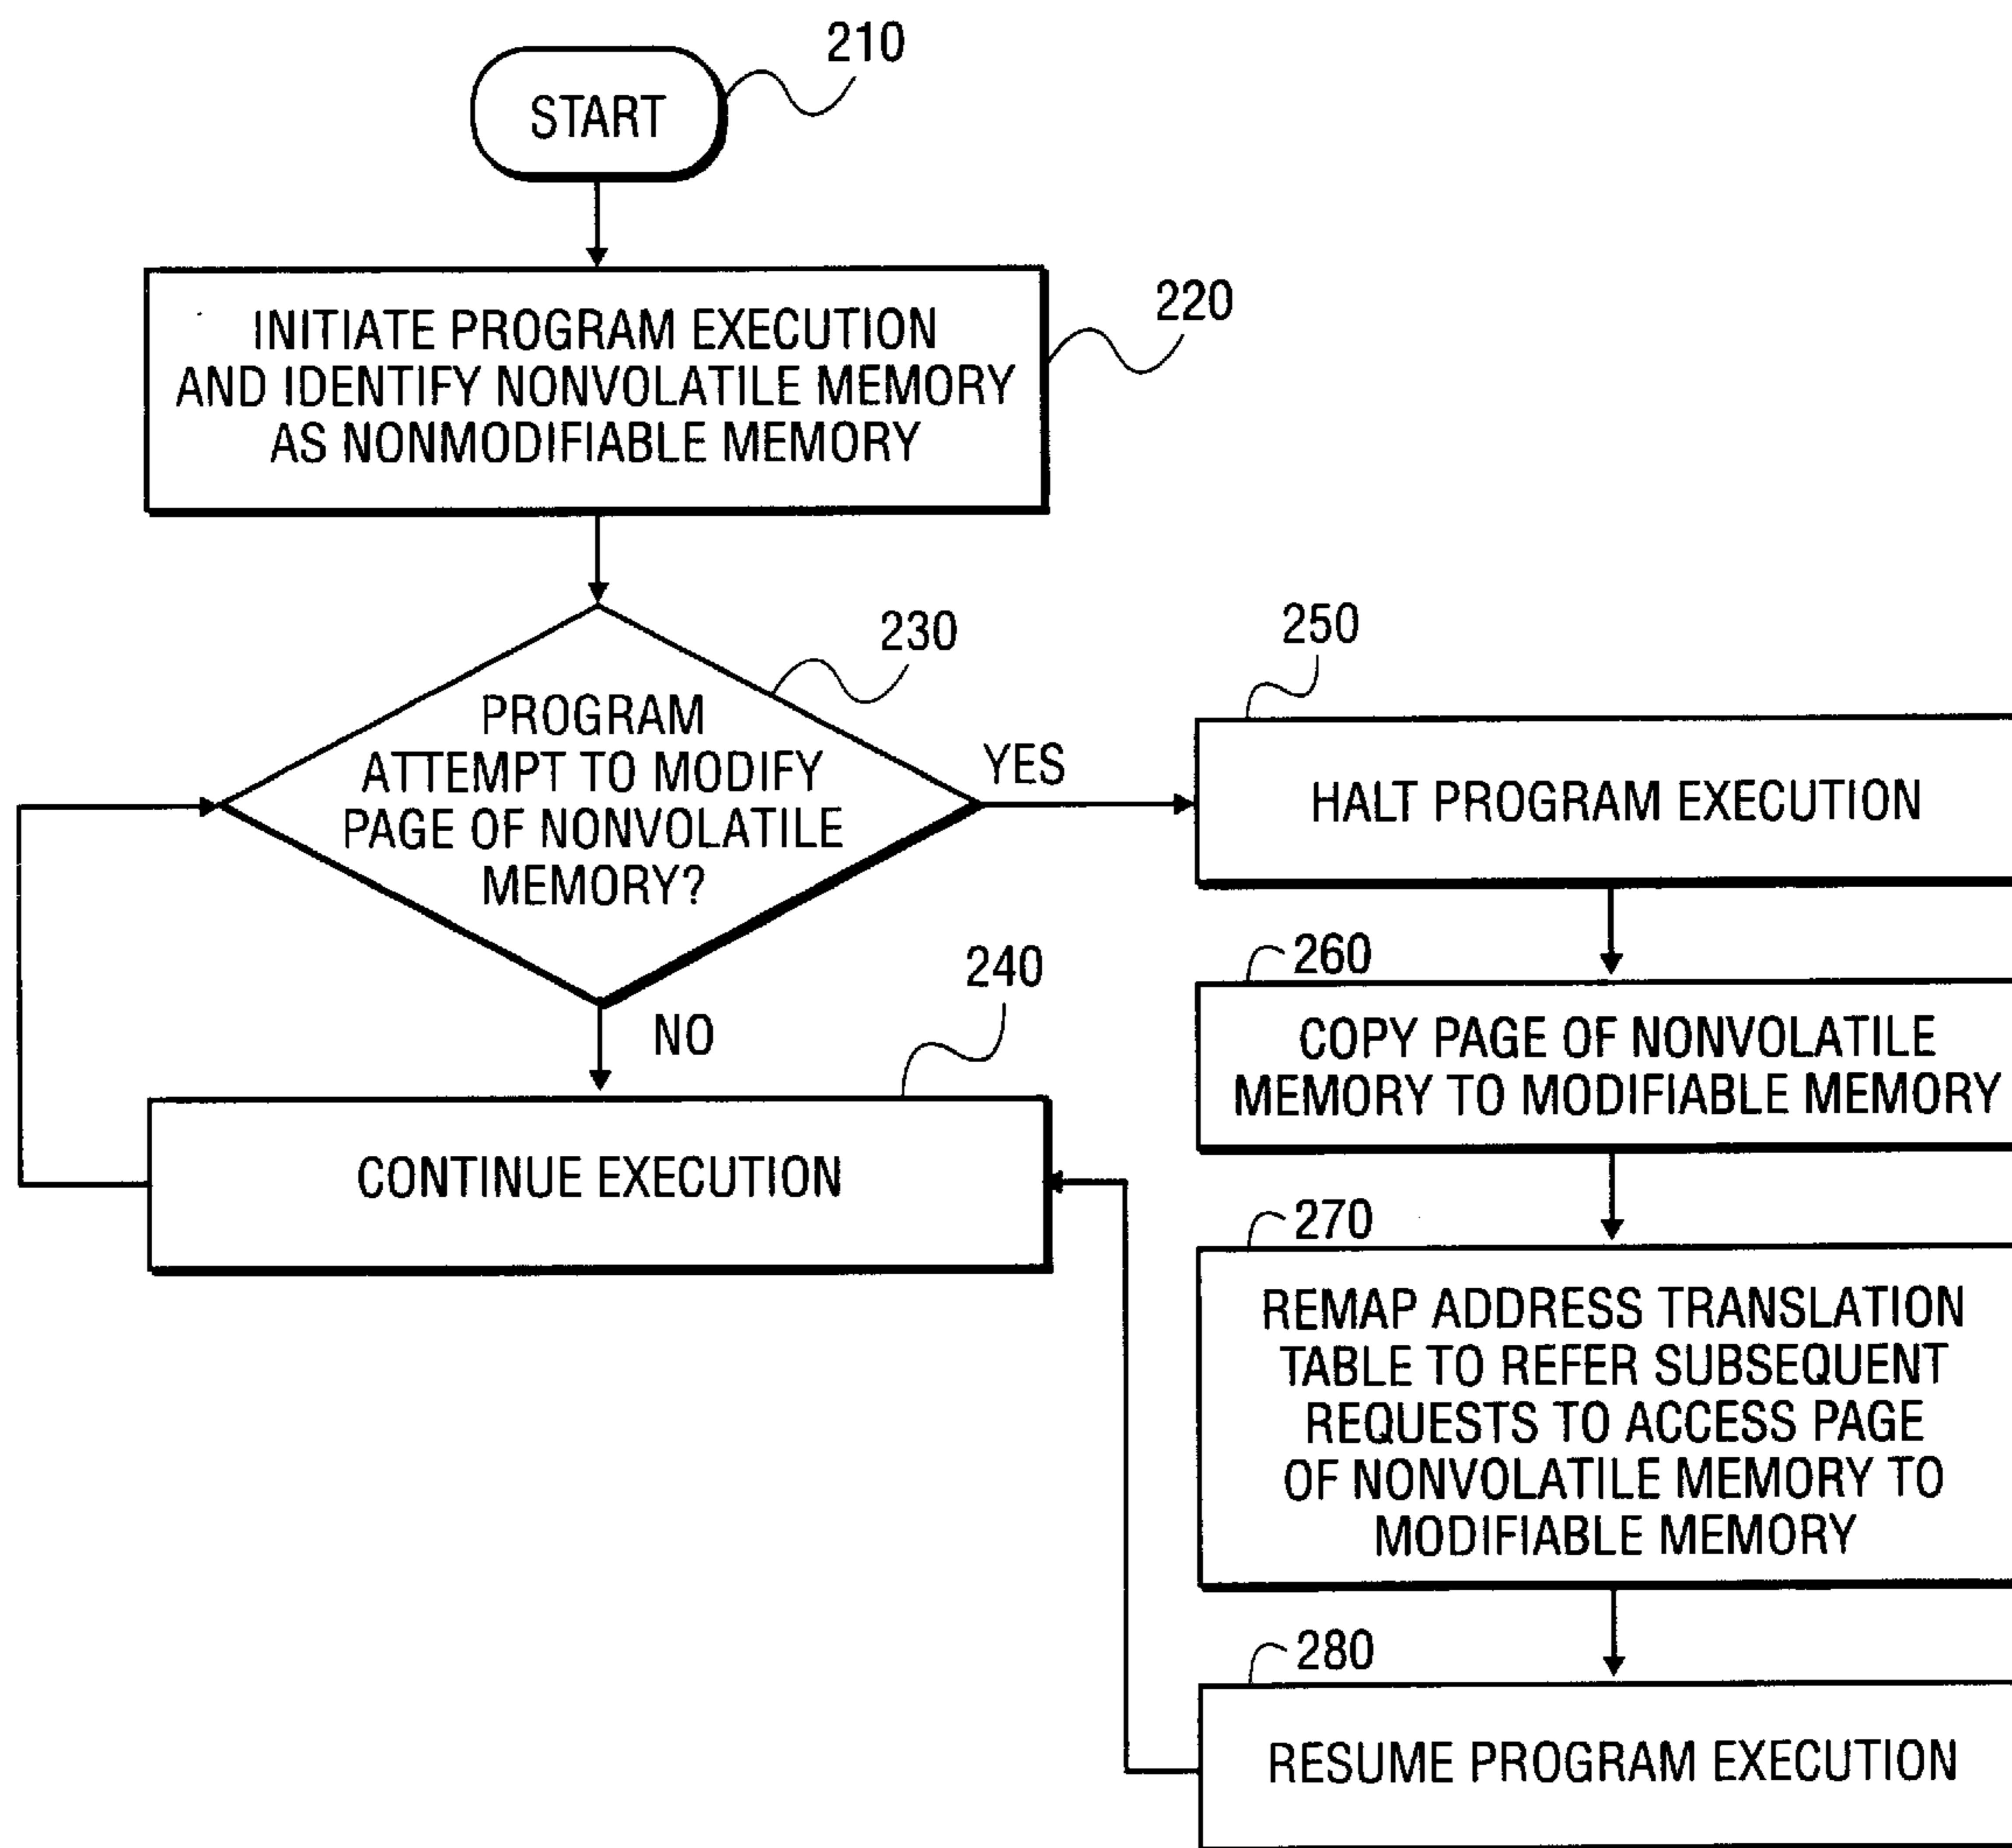 210
START
220
INITIATE PROGRAM EXECUTION
AND IDENTIFY NONVOLATILE MEMORY
AS NONMODIFIABLE MEMORY
230
PROGRAM
ATTEMPT TO MODIFY
PAGE OF NONVOLATILE
MEMORY?
YES
NO
240
CONTINUE EXECUTION
250
HALT PROGRAM EXECUTION
260
COPY PAGE OF NONVOLATILE
MEMORY TO MODIFIABLE MEMORY
270
REMAP ADDRESS TRANSLATION
TABLE TO REFER SUBSEQUENT
REQUESTS TO ACCESS PAGE
OF NONVOLATILE MEMORY TO
MODIFIABLE MEMORY
280
RESUME PROGRAM EXECUTION